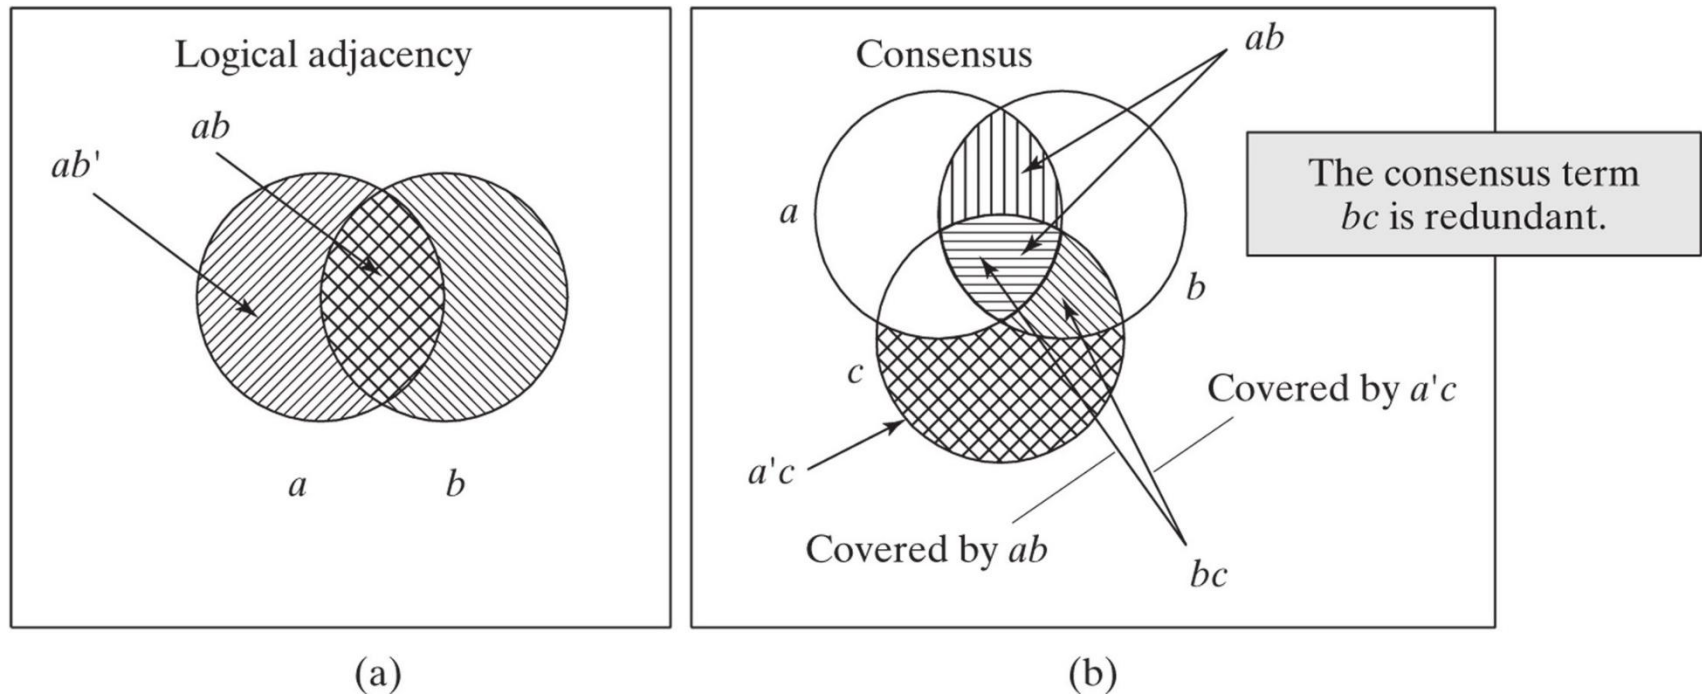 Logical adjacency
ab
ab'
a
b
(a)
Consensus
ab
The consensus term
bc is redundant.
a
b
c
Covered by a'c
a'c
Covered by ab
bc
(b)